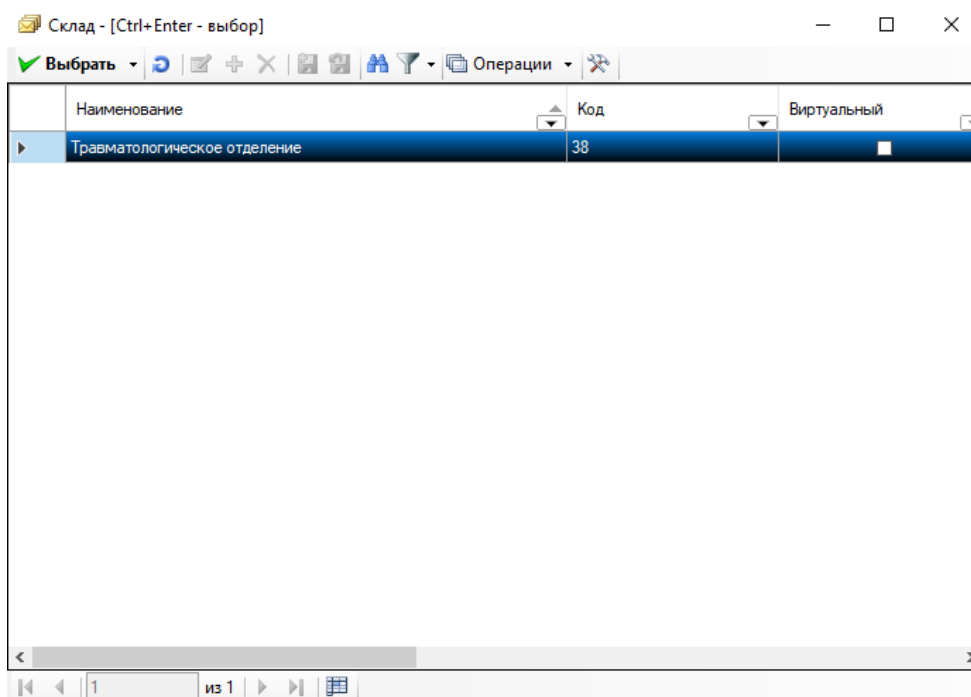 Склад - [Ctrl+Enter - выбор]
Выбрать Операции
Наименование Код Виртуальный
Травматологическое отделение 38
1 из 1